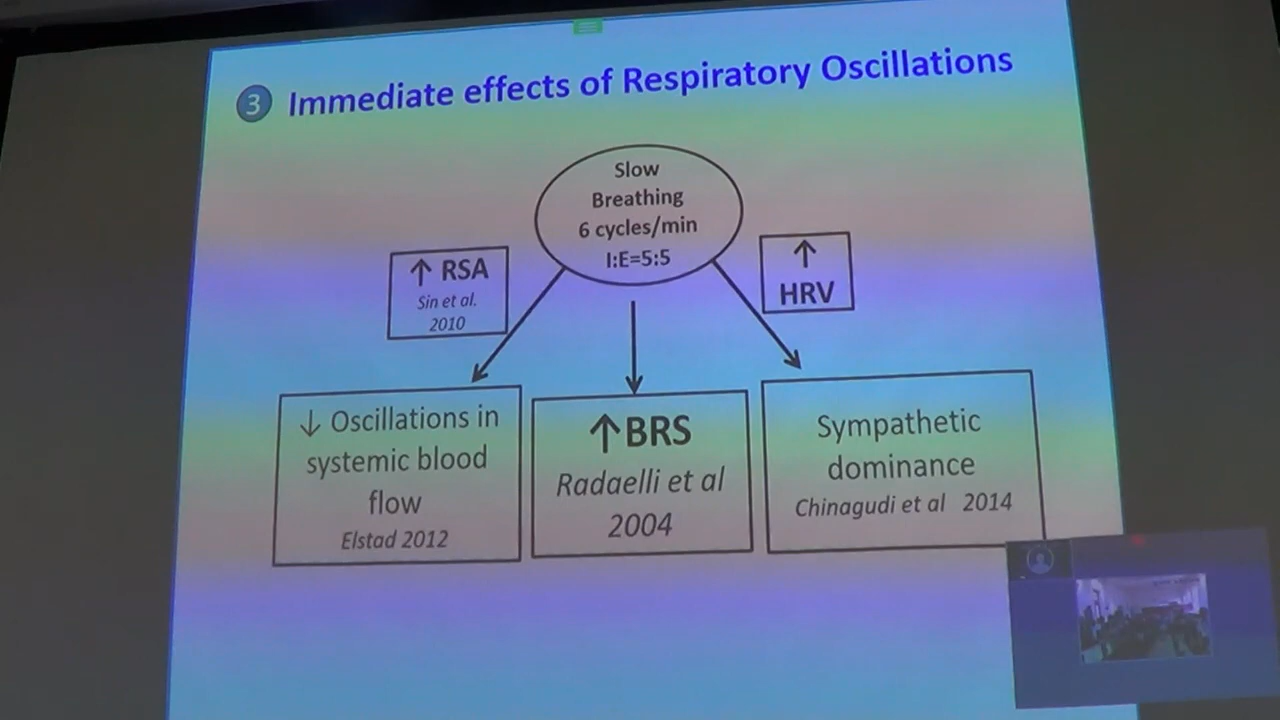 3 Immediate effects of Respiratory Oscillations
Slow
Breathing
6 cycles/min
I:E=5:5
↑ RSA
Sin et al.
2010
↑
HRV
↓ Oscillations in
systemic blood
flow
Elstad 2012
↑BRS
Radaelli et al
2004
Sympathetic
dominance
Chinagudi et al 2014